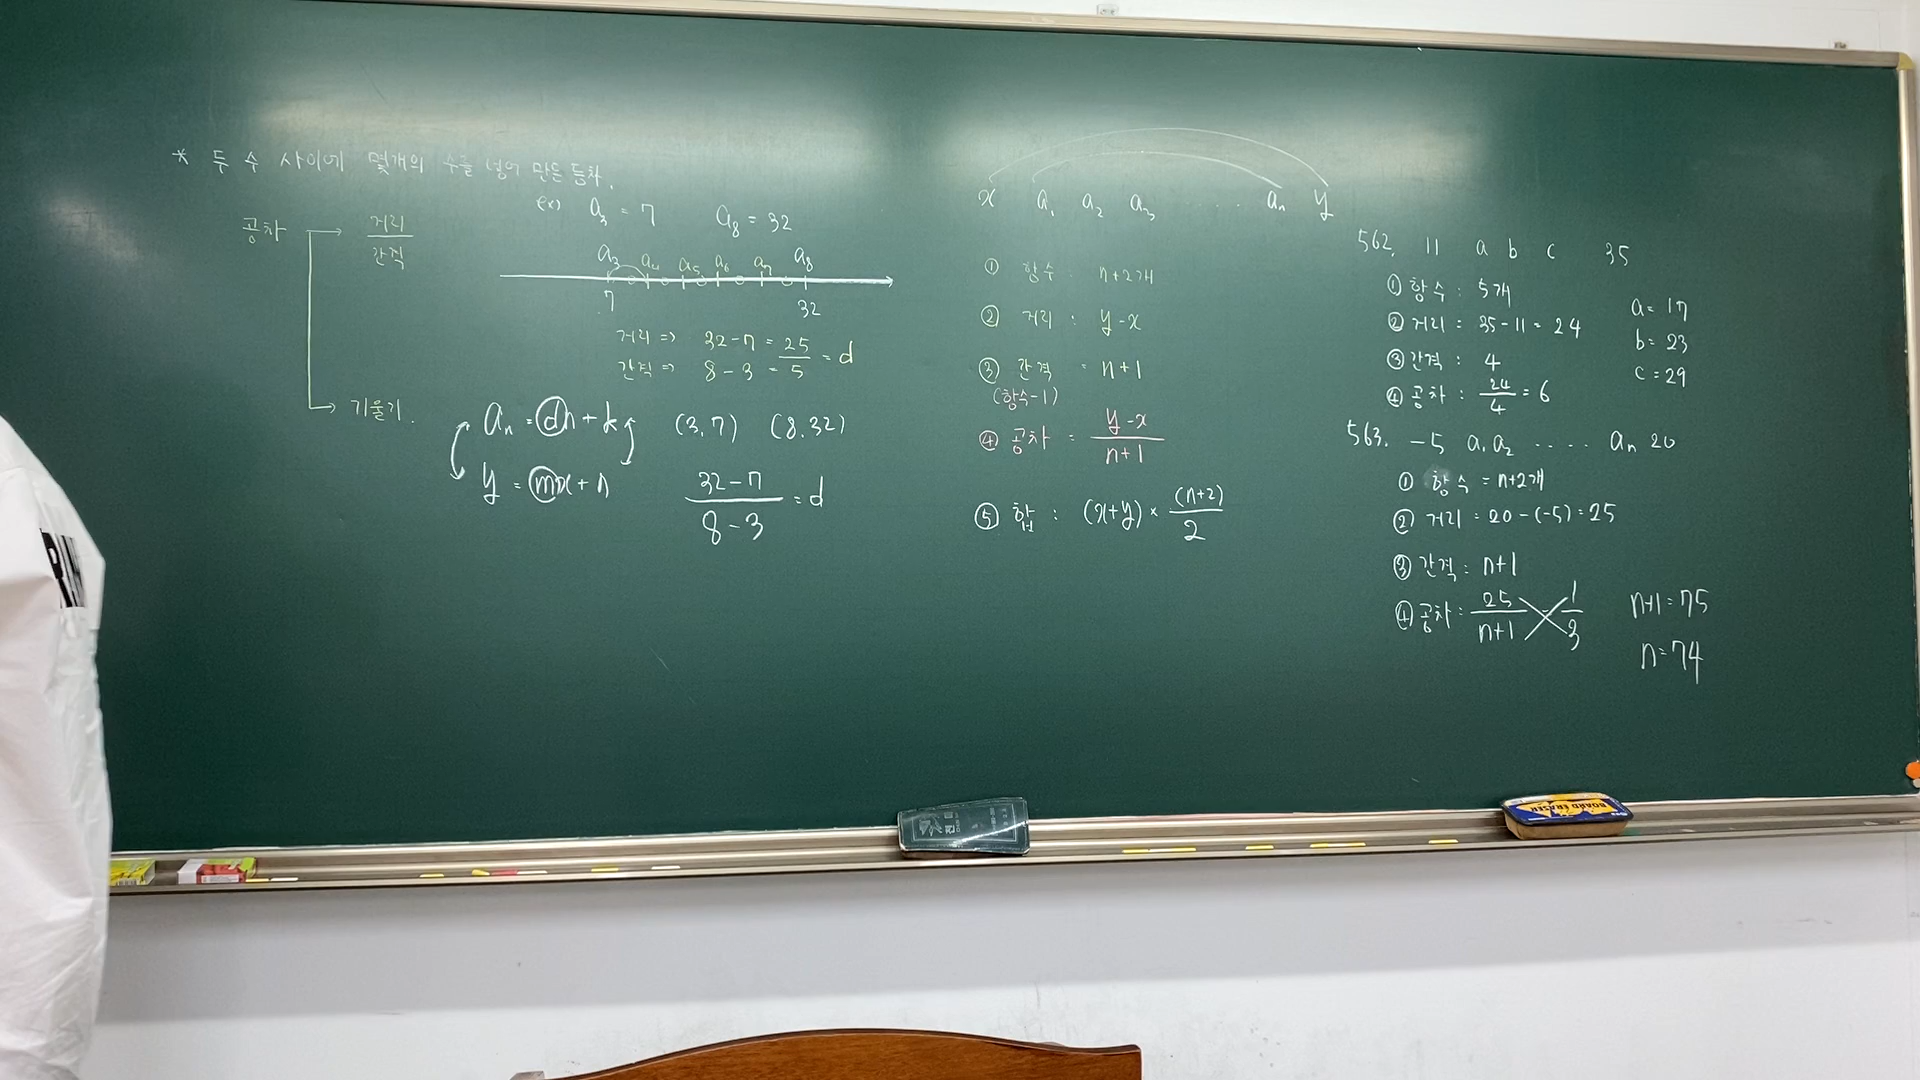 * 두 수 사이에 몇개의 수를 넣어 만든 등차.
공차 → 거리/간격
→ 기울기.
ex) a₃ = 7 a₈ = 32
a₃ a₄ a₅ a₆ a₇ a₈
7 32
거리 ⇒ 32-7 = 25
간격 ⇒ 8-3 = 5 = d
aₙ = dn + k (3,7) (8,32)
y = mx + n
32-7 / 8-3 = d
x a₁ a₂ a₃ .... aₙ y
① 항수 : n+2개
② 거리 : y-x
③ 간격 = n+1
(항수-1)
④ 공차 = y-x / n+1
⑤ 합 : (x+y) × (n+2)/2
562. 11 a b c 35
① 항수 : 5개
② 거리 = 35-11 = 24
③ 간격 : 4
④ 공차 : 24/4 = 6
a = 17
b = 23
c = 29
563. -5 a₁ a₂ .... aₙ 20
① 항수 = n+2개
② 거리 = 20-(-5) = 25
③ 간격 : n+1
④ 공차 = 25/n+1 = 1/3
n+1 = 75
n = 74
BOARD ERASER